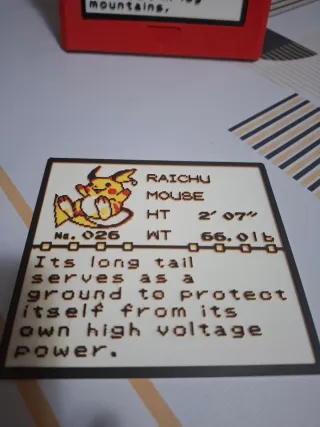 mountains.
RAICHU
MOUSE
HT 2' 07"
No. 026
WT 66.0lb
Its long tail
serves as a
ground to protect
itself from its
own high voltage
power.